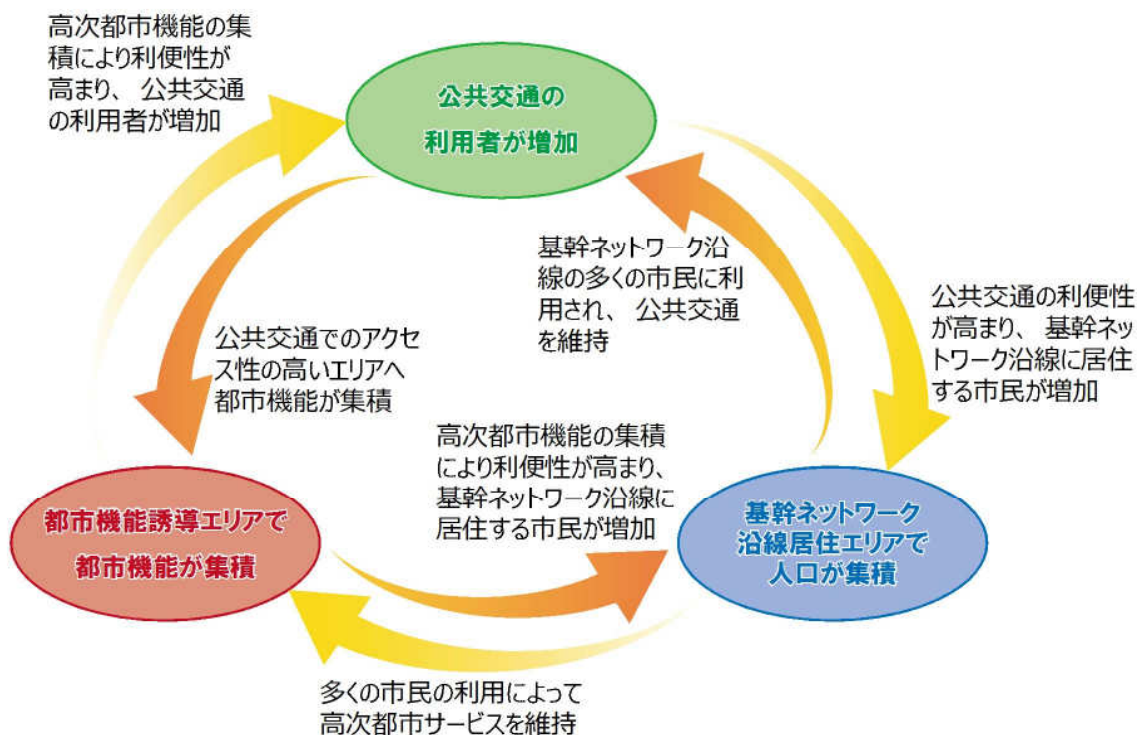 高次都市機能の集
積により利便性が
高まり、公共交通
の利用者が増加
公共交通の
利用者が増加
基幹ネットワーク沿
線の多くの市民に利
用され、公共交通
を維持
公共交通の利便性
が高まり、基幹ネッ
トワーク沿線に居住
する市民が増加
公共交通でのアクセ
ス性の高いエリアへ
都市機能が集積
高次都市機能の集積
により利便性が高まり、
基幹ネットワーク沿線に
居住する市民が増加
都市機能誘導エリアで
都市機能が集積
基幹ネットワーク
沿線居住エリアで
人口が集積
多くの市民の利用によって
高次都市サービスを維持